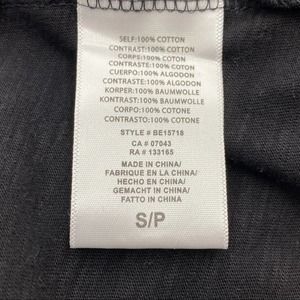 SELF:100% COTTON
CONTRAST:100% COTTON
CORPS:100% COTON
CONTRASTE:100% COTON
CUERPO:100% ALGODON
CONTRASTE:100% ALGODON
KORPER:100% BAUMWOLLE
KONTRAST:100% BAUMWOLLE
CORPO:100% COTONE
CONTRASTO:100% COTONE
STYLE # BE15718
CA # 07043
RA # 133165
MADE IN CHINA/
FABRIQUE EN LA CHINE/
HECHO EN CHINA/
GEMACHT IN CHINA/
FATTO IN CHINA/
S/P